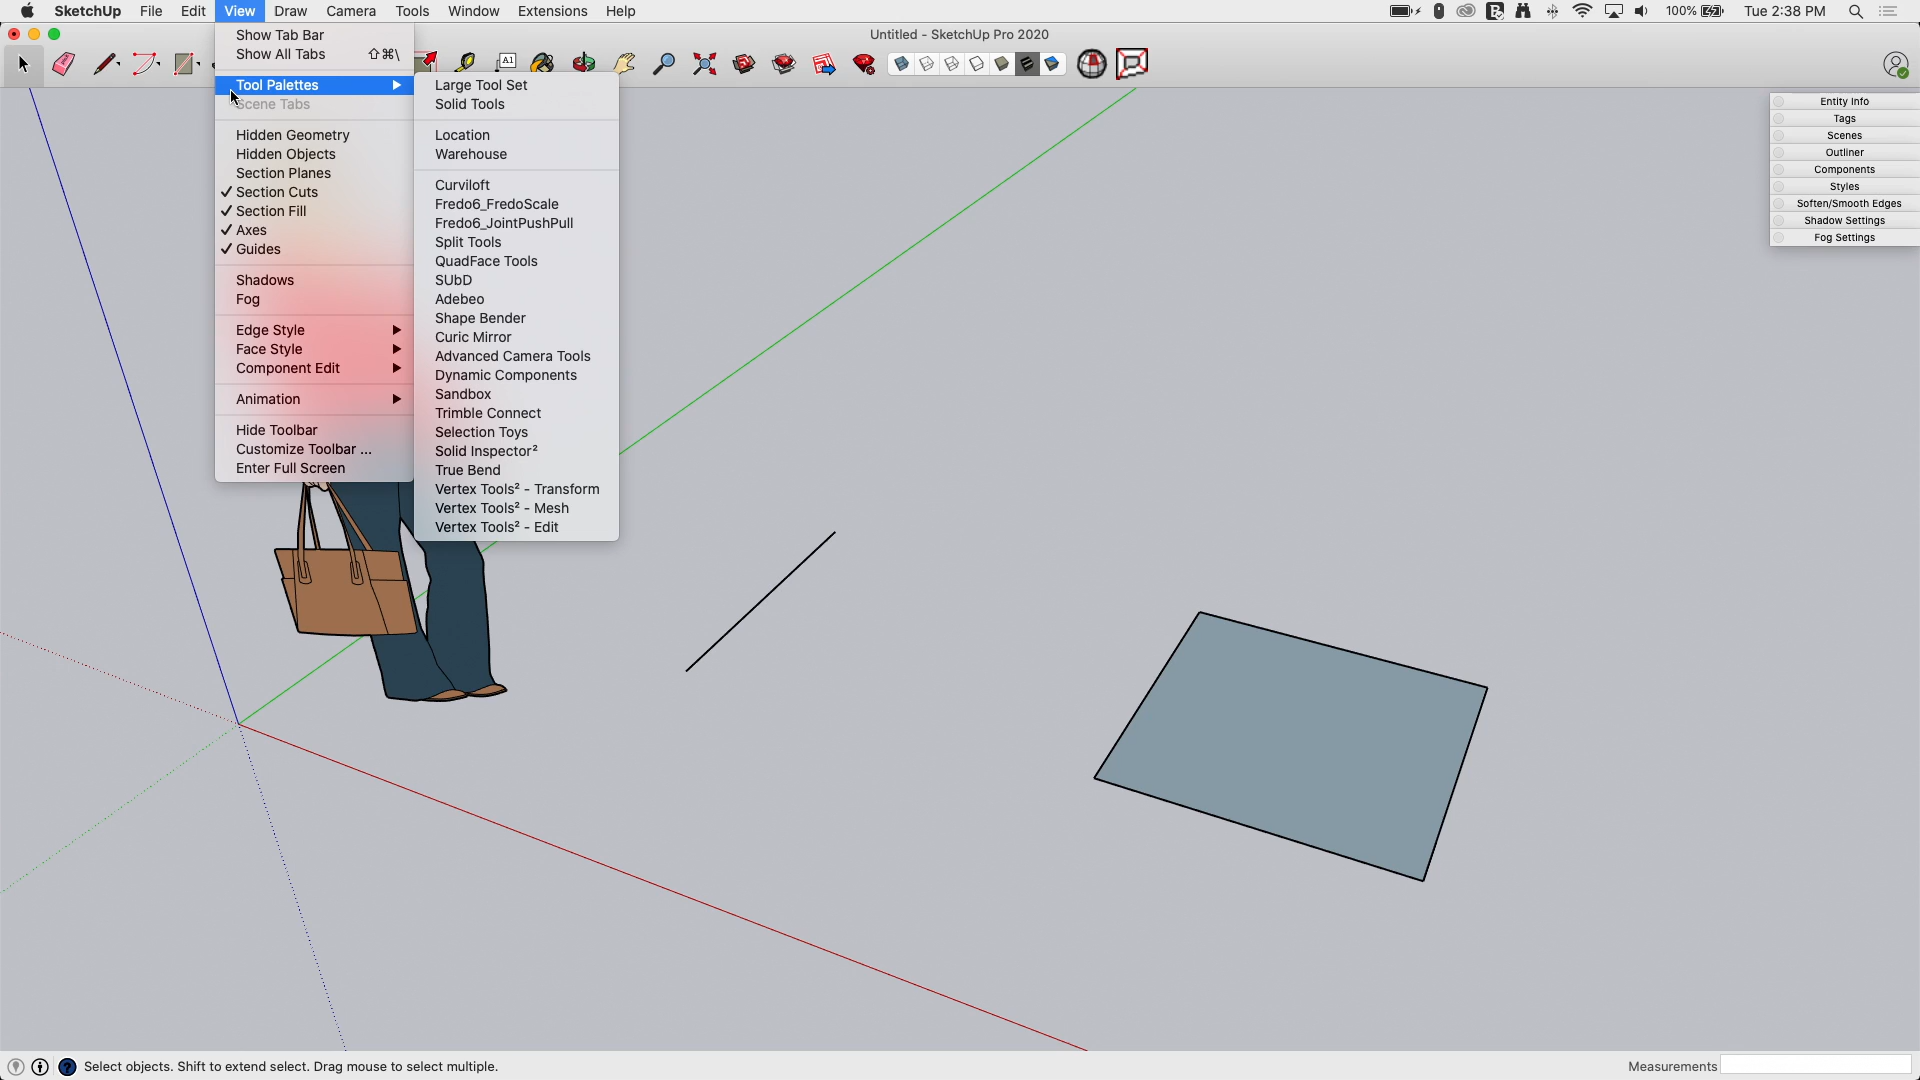 SketchUp File Edit View Draw Camera Tools Window Extensions Help 100% Tue 2:38 PM
Untitled - SketchUp Pro 2020
Show Tab Bar
Show All Tabs ⇧⌘\
Tool Palettes
Scene Tabs
Hidden Geometry
Hidden Objects
Section Planes
✓ Section Cuts
✓ Section Fill
✓ Axes
✓ Guides
Shadows
Fog
Edge Style
Face Style
Component Edit
Animation
Hide Toolbar
Customize Toolbar ...
Enter Full Screen
A1
Large Tool Set
Solid Tools
Location
Warehouse
Curviloft
Fredo6_FredoScale
Fredo6_JointPushPull
Split Tools
QuadFace Tools
SUbD
Adebeo
Shape Bender
Curic Mirror
Advanced Camera Tools
Dynamic Components
Sandbox
Trimble Connect
Selection Toys
Solid Inspector²
True Bend
Vertex Tools² - Transform
Vertex Tools² - Mesh
Vertex Tools² - Edit
Entity Info
Tags
Scenes
Outliner
Components
Styles
Soften/Smooth Edges
Shadow Settings
Fog Settings
Select objects. Shift to extend select. Drag mouse to select multiple.
Measurements